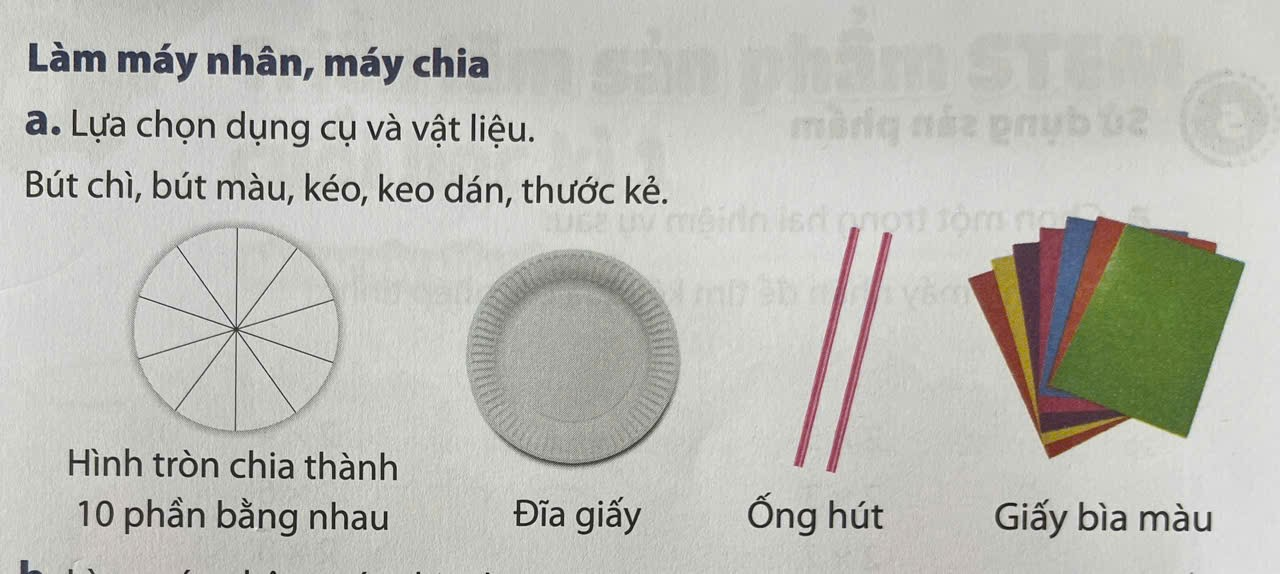 Làm máy nhân, máy chia
a. Lựa chọn dụng cụ và vật liệu.
Bút chì, bút màu, kéo, keo dán, thước kẻ.
Hình tròn chia thành
10 phần bằng nhau
Đĩa giấy
Ống hút
Giấy bìa màu